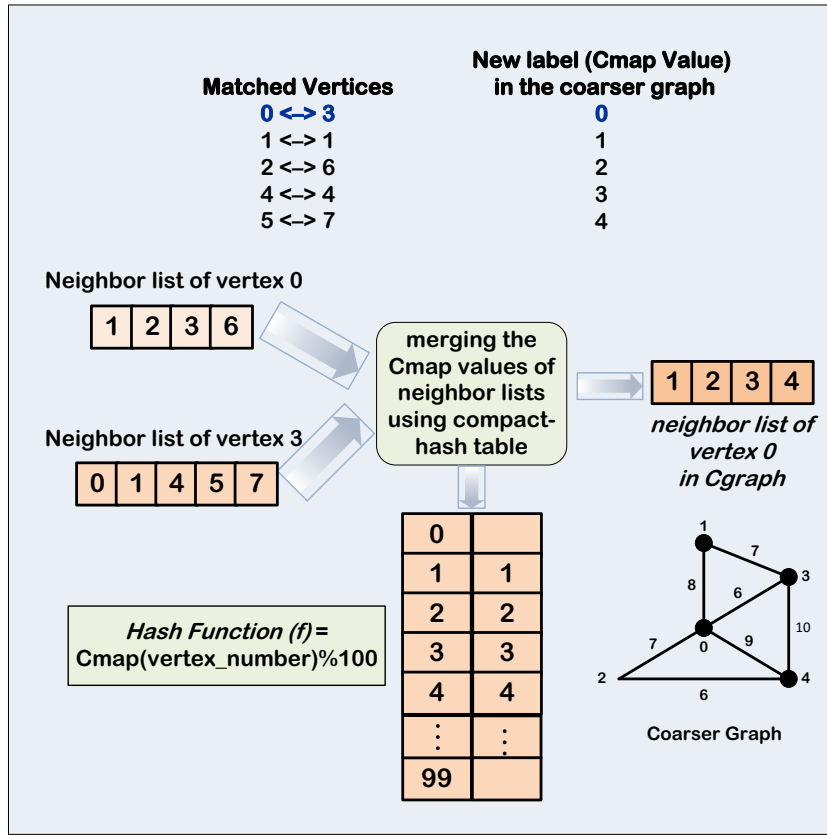 Matched Vertices
New label (Cmap Value)
in the coarser graph
0 <–> 3 0
1 <–> 1 1
2 <–> 6 2
4 <–> 4 3
5 <–> 7 4
Neighbor list of vertex 0
1 2 3 6
Neighbor list of vertex 3
0 1 4 5 7
merging the
Cmap values of
neighbor lists
using compact-
hash table
1 2 3 4
neighbor list of
vertex 0
in Cgraph
Hash Function (f) =
Cmap(vertex_number)%100
0
1 1
2 2
3 3
4 4
⋮ ⋮
99
1
7
3
8
6
10
0
7
9
2
4
6
Coarser Graph